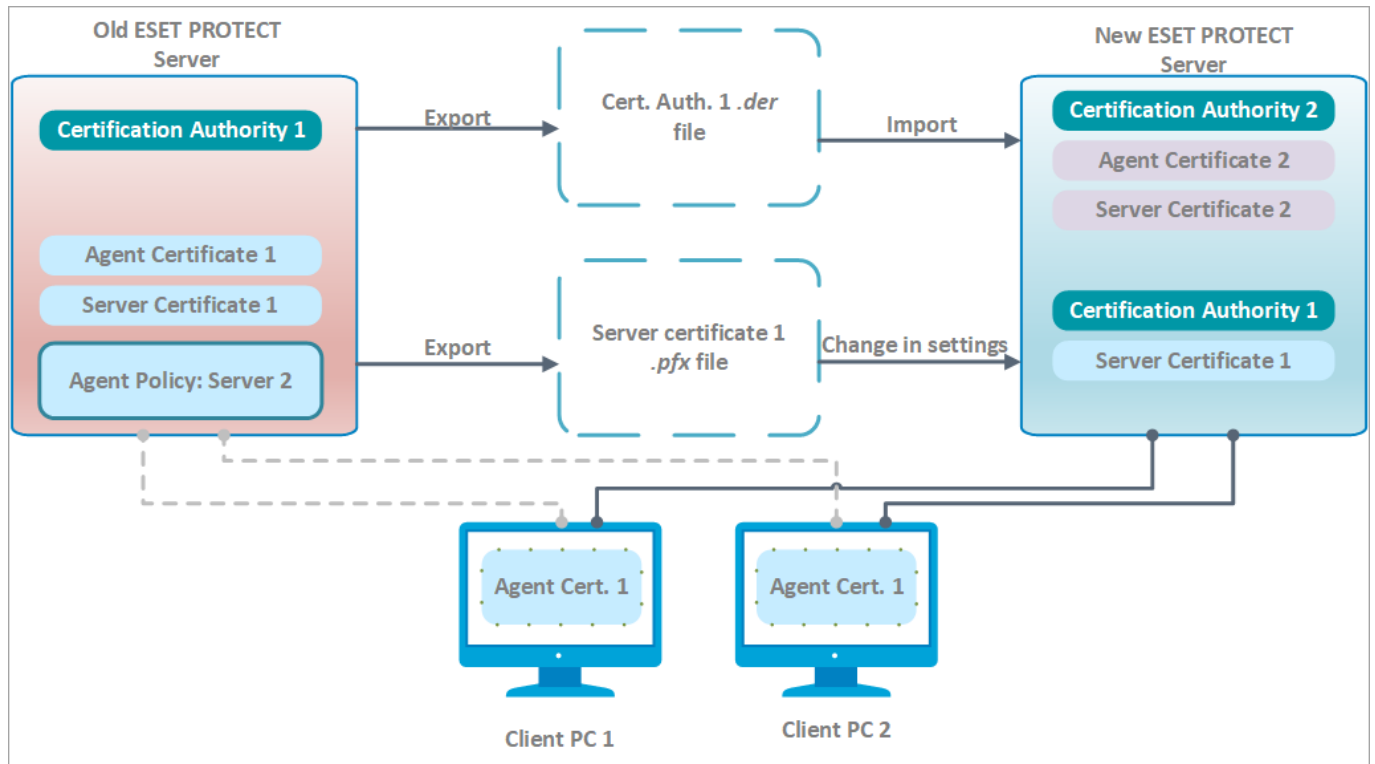 Old ESET PROTECT
Server
Certification Authority 1
Agent Certificate 1
Server Certificate 1
Agent Policy: Server 2
Export
Cert. Auth. 1 .der
file
Import
Export
Server certificate 1
.pfx file
Change in settings
New ESET PROTECT
Server
Certification Authority 2
Agent Certificate 2
Server Certificate 2
Certification Authority 1
Server Certificate 1
Agent Cert. 1
Client PC 1
Agent Cert. 1
Client PC 2